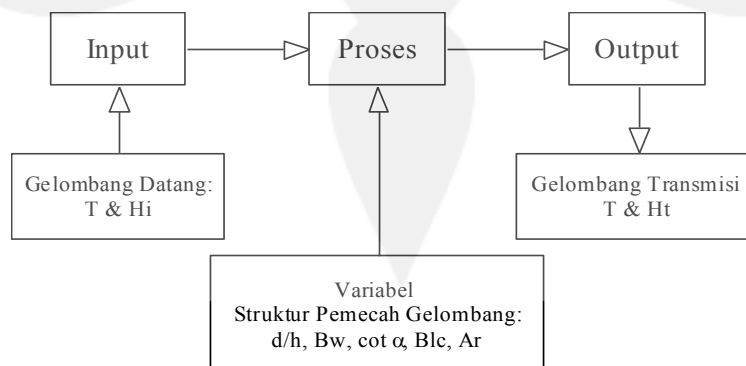 Input
Proses
Output
Gelombang Datang:
T & Hi
Gelombang Transmisi
T & Ht
Variabel
Struktur Pemecah Gelombang:
d/h, Bw, cot α, Blc, Ar